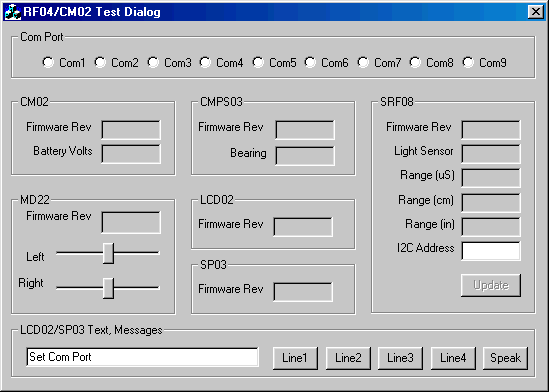 RF04/CM02 Test Dialog
Com Port
Com1 Com2 Com3 Com4 Com5 Com6 Com7 Com8 Com9
CM02
Firmware Rev
Battery Volts
CMPS03
Firmware Rev
Bearing
SRF08
Firmware Rev
Light Sensor
Range (uS)
Range (cm)
Range (in)
I2C Address
Update
MD22
Firmware Rev
Left
Right
LCD02
Firmware Rev
SP03
Firmware Rev
LCD02/SP03 Text, Messages
Set Com Port
Line1 Line2 Line3 Line4 Speak